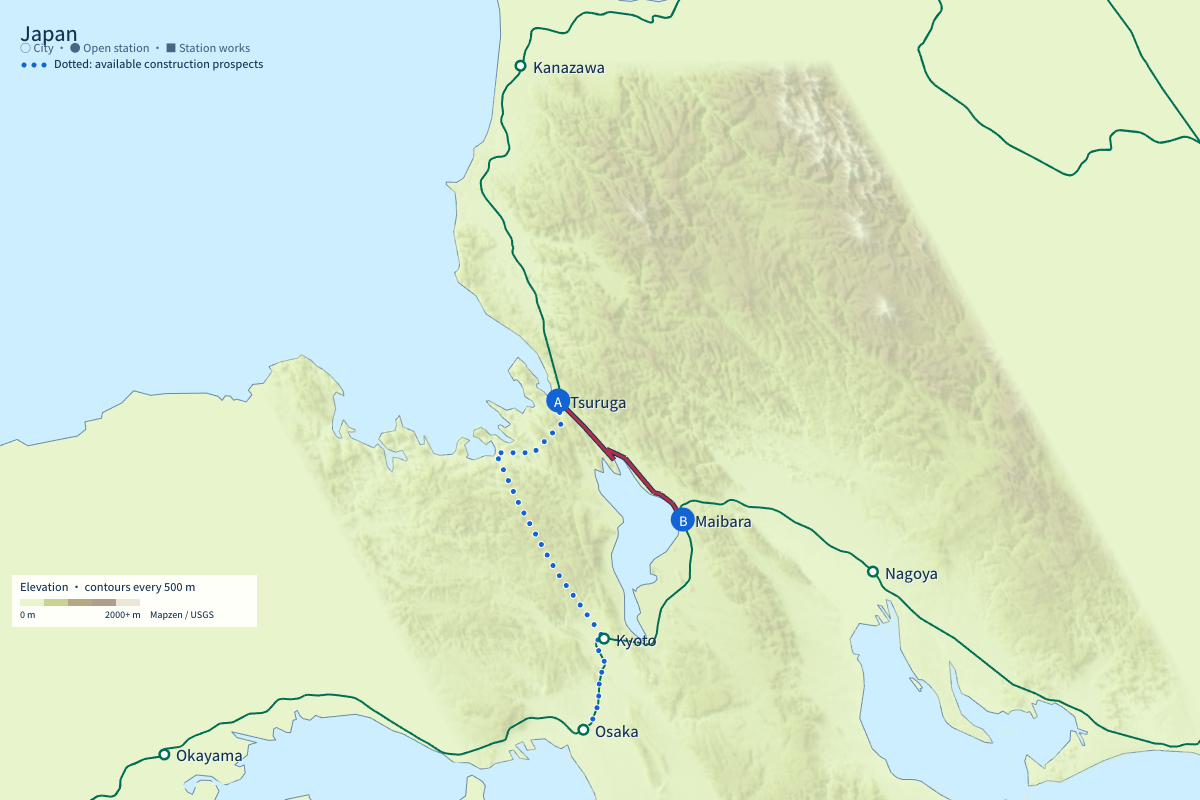 Japan
City · Open station · Station works
Dotted: available construction prospects
Kanazawa
A Tsuruga
B Maibara
Nagoya
Elevation · contours every 500 m
0 m 2000+ m Mapzen / USGS
Kyoto
Osaka
Okayama